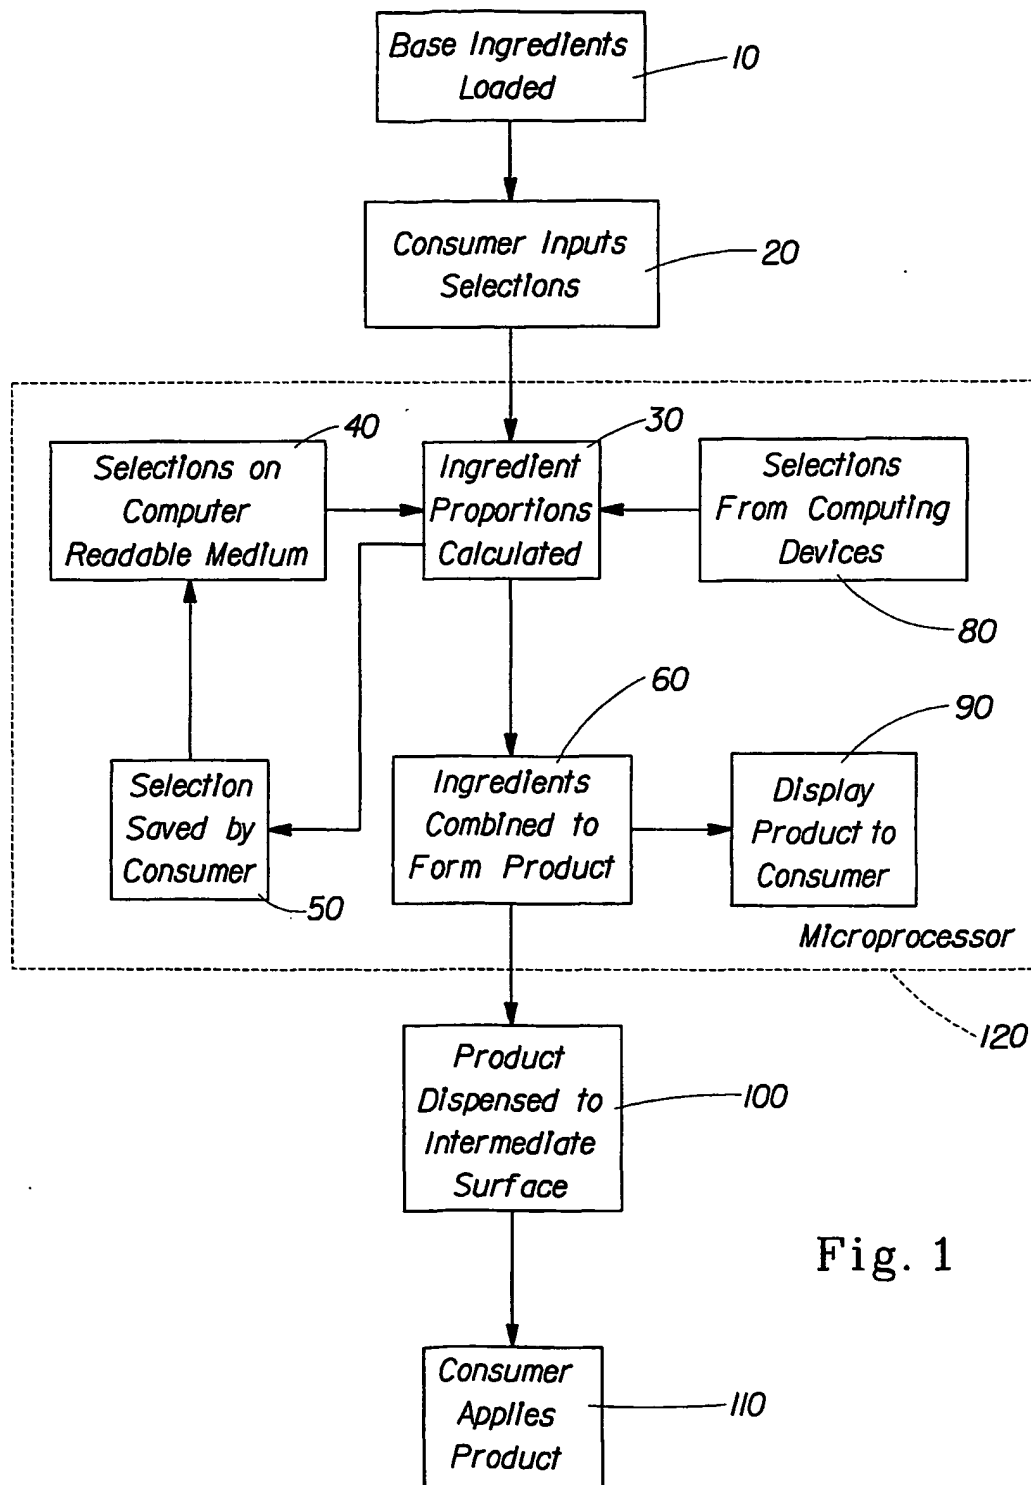 Base Ingredients
Loaded
10
Consumer Inputs
Selections
20
40
Selections on
Computer
Readable Medium
30
Ingredient
Proportions
Calculated
Selections
From Computing
Devices
80
60
90
Selection
Saved by
Consumer
50
Ingredients
Combined to
Form Product
Display
Product to
Consumer
Microprocessor
120
Product
Dispensed to
Intermediate
Surface
100
Fig. 1
Consumer
Applies
Product
110